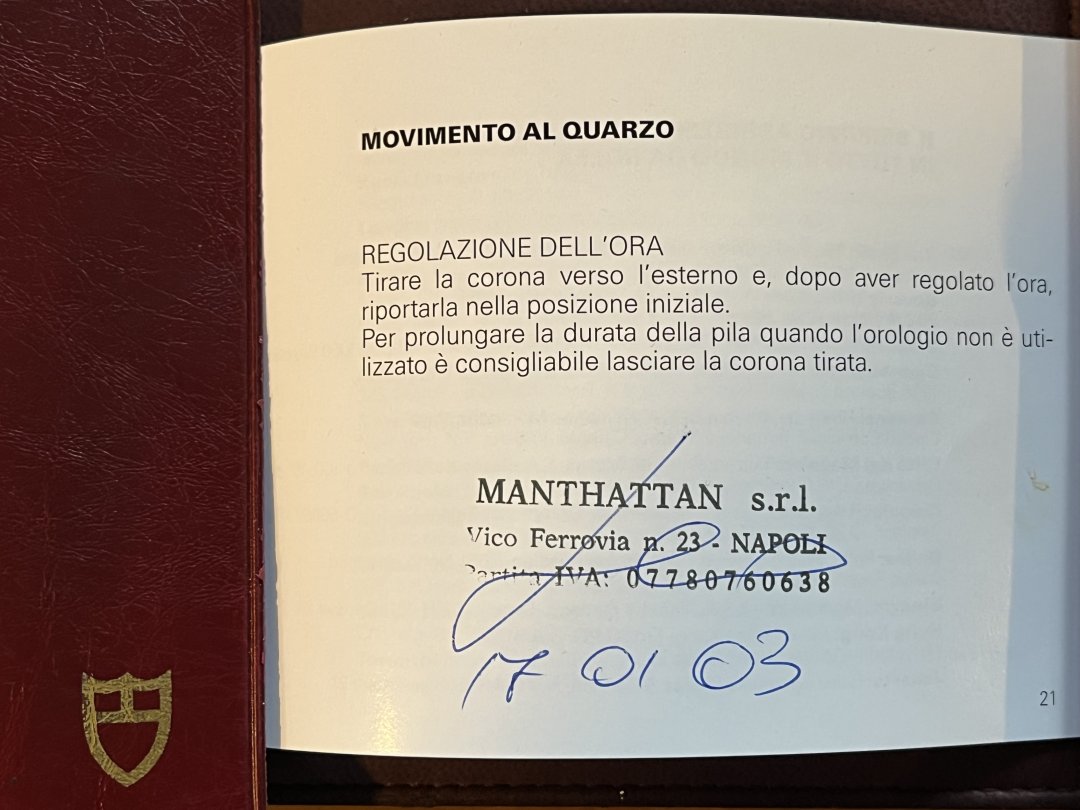 MOVIMENTO AL QUARZO
REGOLAZIONE DELL'ORA
Tirare la corona verso l'esterno e, dopo aver regolato l'ora,
riportarla nella posizione iniziale.
Per prolungare la durata della pila quando l'orologio non è uti-
lizzato è consigliabile lasciare la corona tirata.
MANTHATTAN s.r.l.
Vico Ferrovia n. 23 - NAPOLI
Partita IVA: 07780760638
17 01 03
21